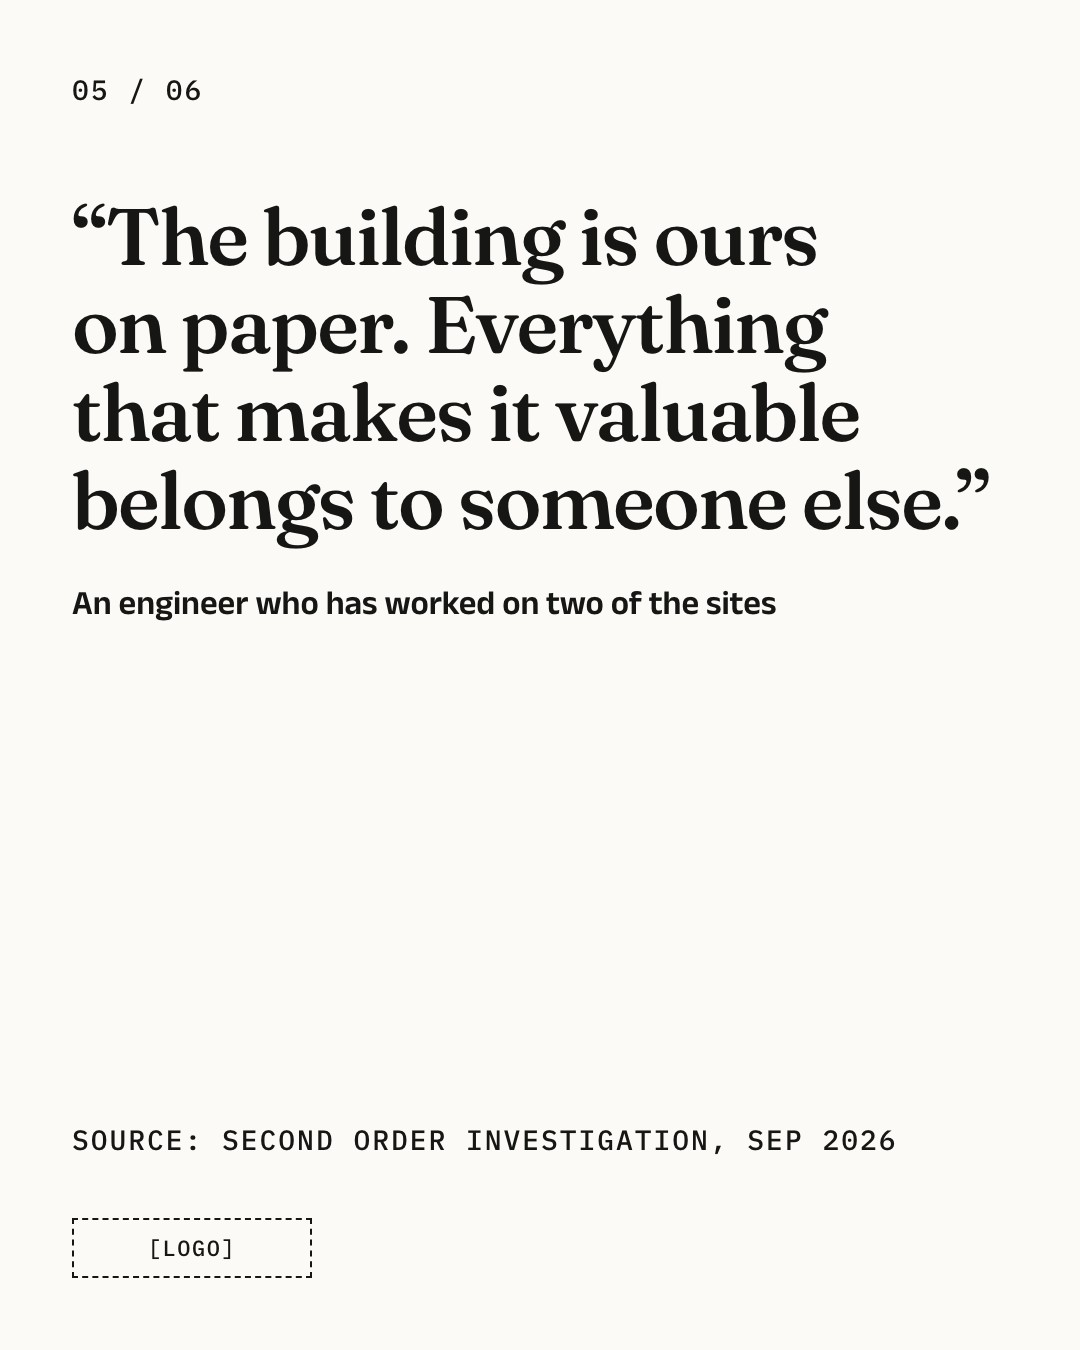 05 / 06
“The building is ours
on paper. Everything
that makes it valuable
belongs to someone else.”
An engineer who has worked on two of the sites
SOURCE: SECOND ORDER INVESTIGATION, SEP 2026
[LOGO]